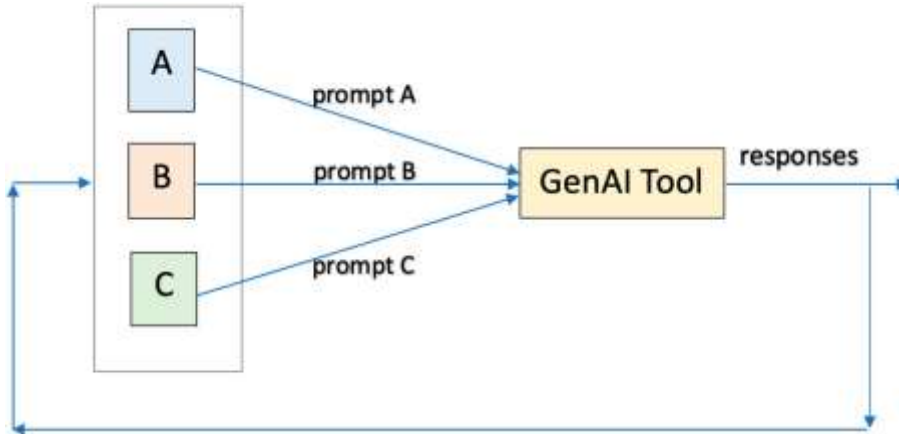 A
prompt A
B
prompt B
GenAI Tool
responses
C
prompt C